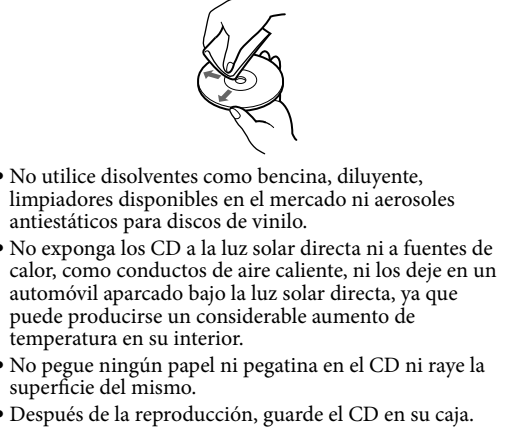 • No utilice disolventes como bencina, diluyente,
limpiadores disponibles en el mercado ni aerosoles
antiestáticos para discos de vinilo.
• No exponga los CD a la luz solar directa ni a fuentes de
calor, como conductos de aire caliente, ni los deje en un
automóvil aparcado bajo la luz solar directa, ya que
puede producirse un considerable aumento de
temperatura en su interior.
• No pegue ningún papel ni pegatina en el CD ni raye la
superficie del mismo.
• Después de la reproducción, guarde el CD en su caja.